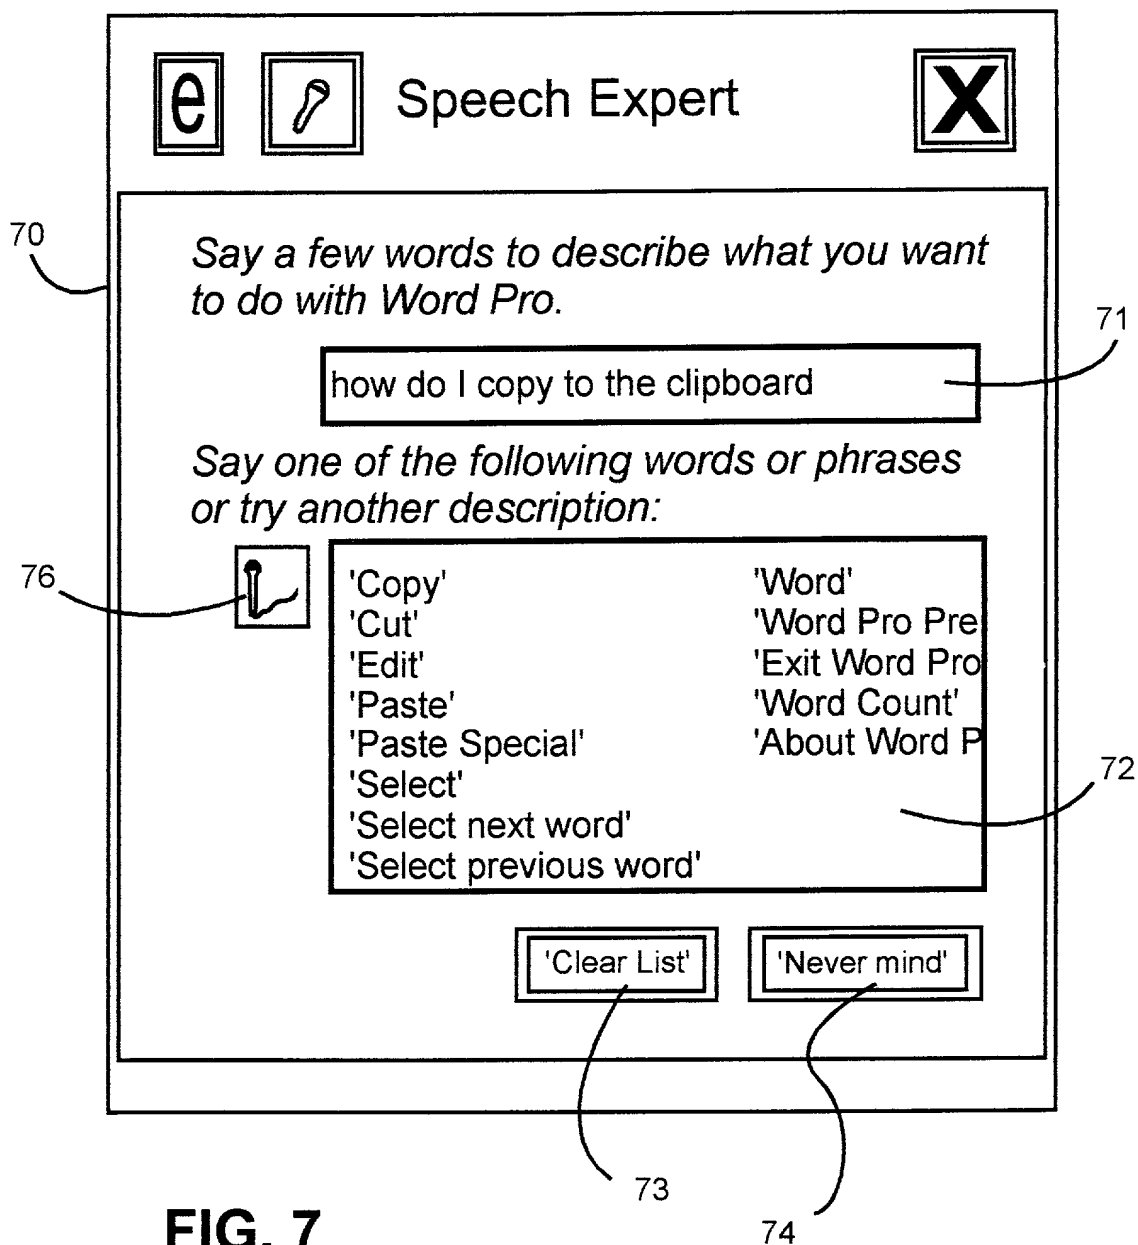 e Speech Expert X
70
Say a few words to describe what you want
to do with Word Pro.
71
how do I copy to the clipboard
Say one of the following words or phrases
or try another description:
76
'Copy' 'Word'
'Cut' 'Word Pro Pre
'Edit' 'Exit Word Pro
'Paste' 'Word Count'
'Paste Special' 'About Word P
'Select'
72
'Select next word'
'Select previous word'
'Clear List' 'Never mind'
73
74
FIG. 7